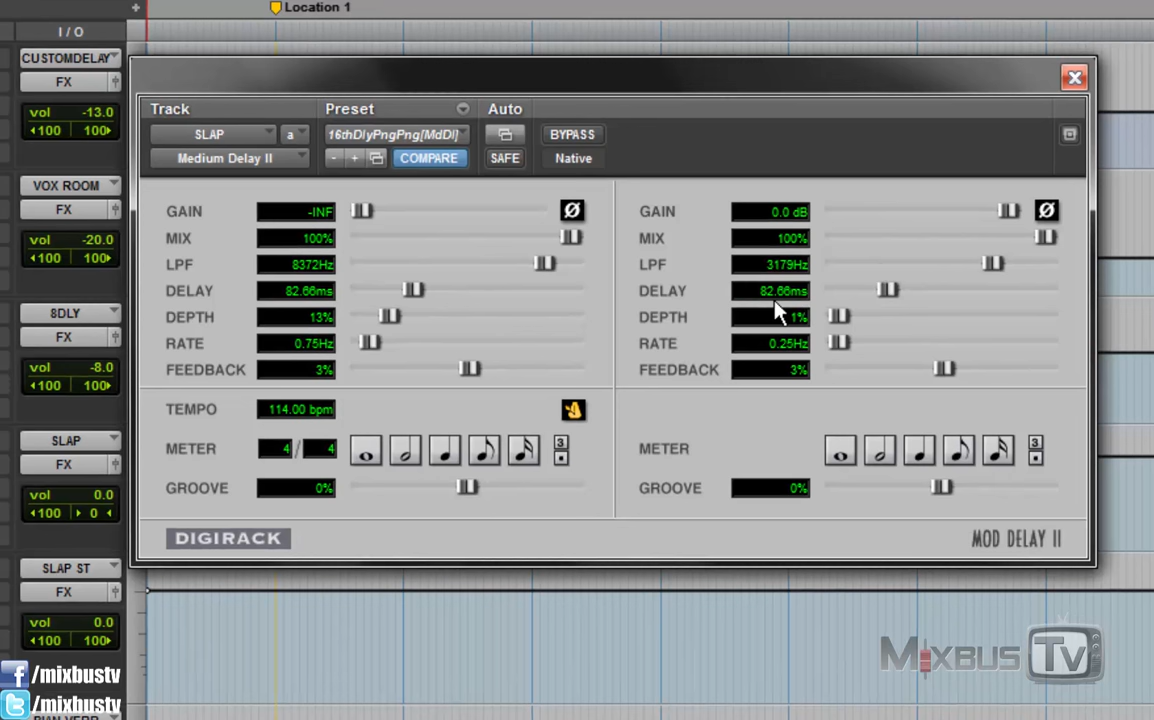 Location 1
I / O
CUSTOMDELAY
FX
vol -13.0
100 100
VOX ROOM
FX
vol -20.0
100 100
8DLY
FX
vol -8.0
100 100
SLAP
FX
vol 0.0
100 0
SLAP ST
FX
vol 0.0
100 100
Track Preset Auto
SLAP a 16thDlyPngPng[MdDl] BYPASS
Medium Delay II - + COMPARE SAFE Native
GAIN -INF Ø
MIX 100%
LPF 8372Hz
DELAY 82.66ms
DEPTH 13%
RATE 0.75Hz
FEEDBACK 3%
TEMPO 114.00 bpm
METER 4 / 4 3
GROOVE 0%
GAIN 0.0 dB Ø
MIX 100%
LPF 3179Hz
DELAY 82.66ms
DEPTH 1%
RATE 0.25Hz
FEEDBACK 3%
METER 3
GROOVE 0%
DIGIRACK MOD DELAY II
MIXBUS TV
f /mixbustv
t /mixbustv